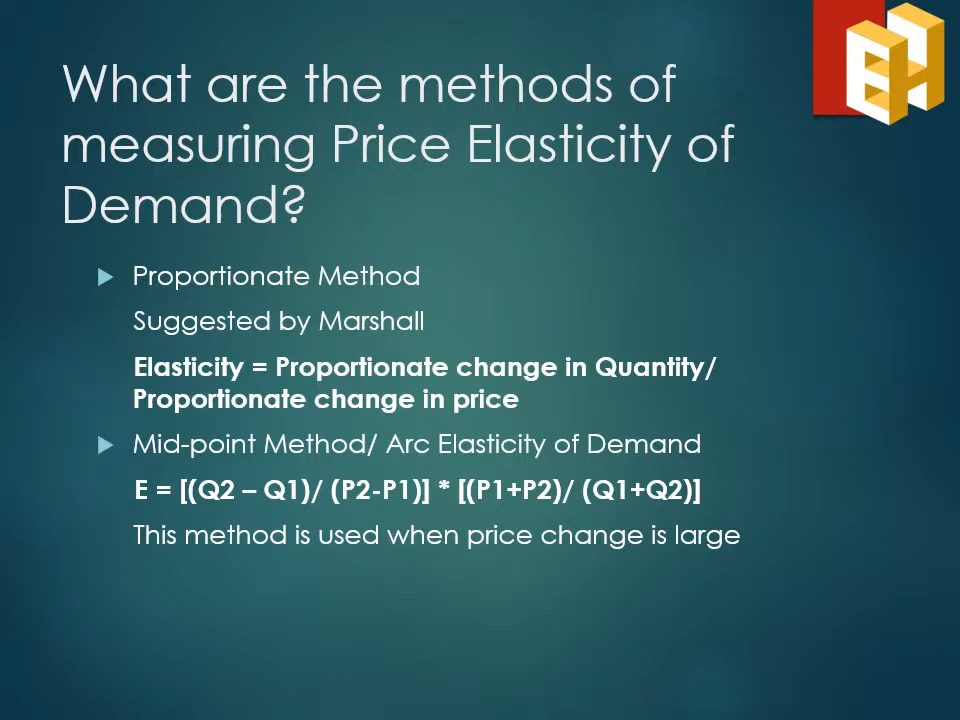 EH
What are the methods of
measuring Price Elasticity of
Demand?
Proportionate Method
Suggested by Marshall
Elasticity = Proportionate change in Quantity/
Proportionate change in price
Mid-point Method/ Arc Elasticity of Demand
E = [(Q2 – Q1)/ (P2-P1)] * [(P1+P2)/ (Q1+Q2)]
This method is used when price change is large